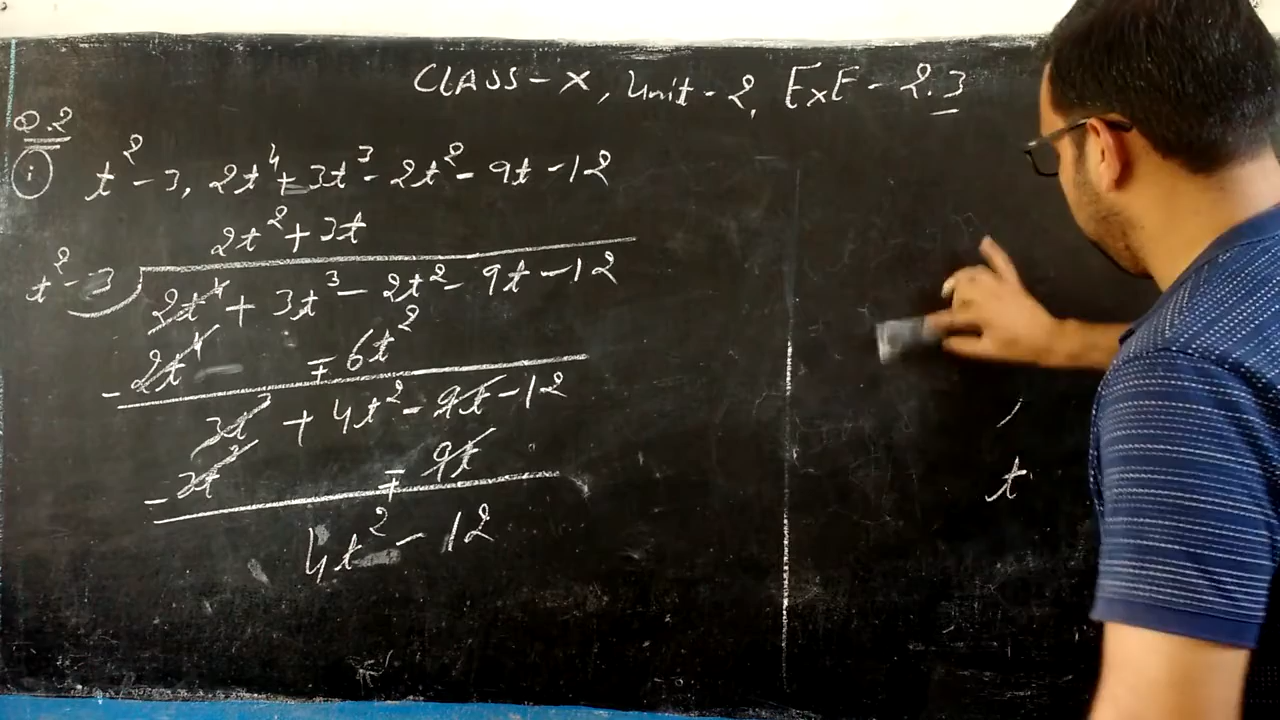 CLASS - X, Unit - 2, ExE - 2.3
Q.2
(i) t² - 3, 2t⁴ + 3t³ - 2t² - 9t - 12
2t² + 3t
t² - 3 ) 2t⁴ + 3t³ - 2t² - 9t - 12
- 2t⁴ ∓ 6t²
3t³ + 4t² - 9t - 12
- 3t³ ∓ 9t
4t² - 12
t